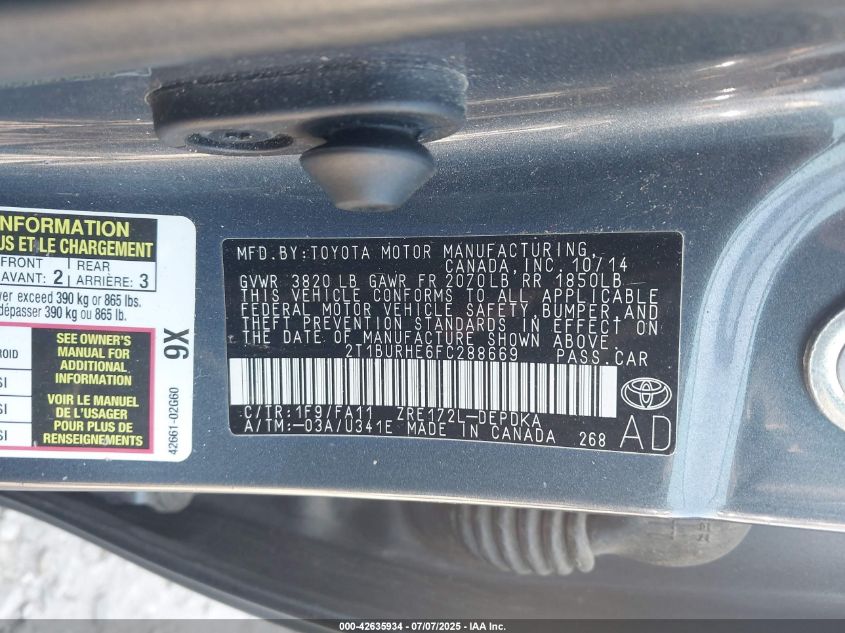 INFORMATION
US ET LE CHARGEMENT
FRONT
AVANT: 2
REAR
ARRIÈRE: 3
ver exceed 390 kg or 865 lbs.
dépasser 390 kg ou 865 lb.
SEE OWNER'S
MANUAL FOR
ADDITIONAL
INFORMATION
VOIR LE MANUEL
DE L'USAGER
POUR PLUS DE
RENSEIGNEMENTS
9X
42661-02G60
MFD.BY:TOYOTA MOTOR MANUFACTURING,
CANADA, INC. 10/14
GVWR 3820 LB GAWR FR 2070LB RR 1850LB
THIS VEHICLE CONFORMS TO ALL APPLICABLE
FEDERAL MOTOR VEHICLE SAFETY, BUMPER, AND
THEFT PREVENTION STANDARDS IN EFFECT ON
THE DATE OF MANUFACTURE SHOWN ABOVE.
2T1BURHE6FC288669 PASS.CAR
C/TR:1F9/FA11 ZRE172L-DEPDKA
A/TM:-03A/U341E MADE IN CANADA 268
AD
000-42635934 / 07/07/2025 - IAA Inc.